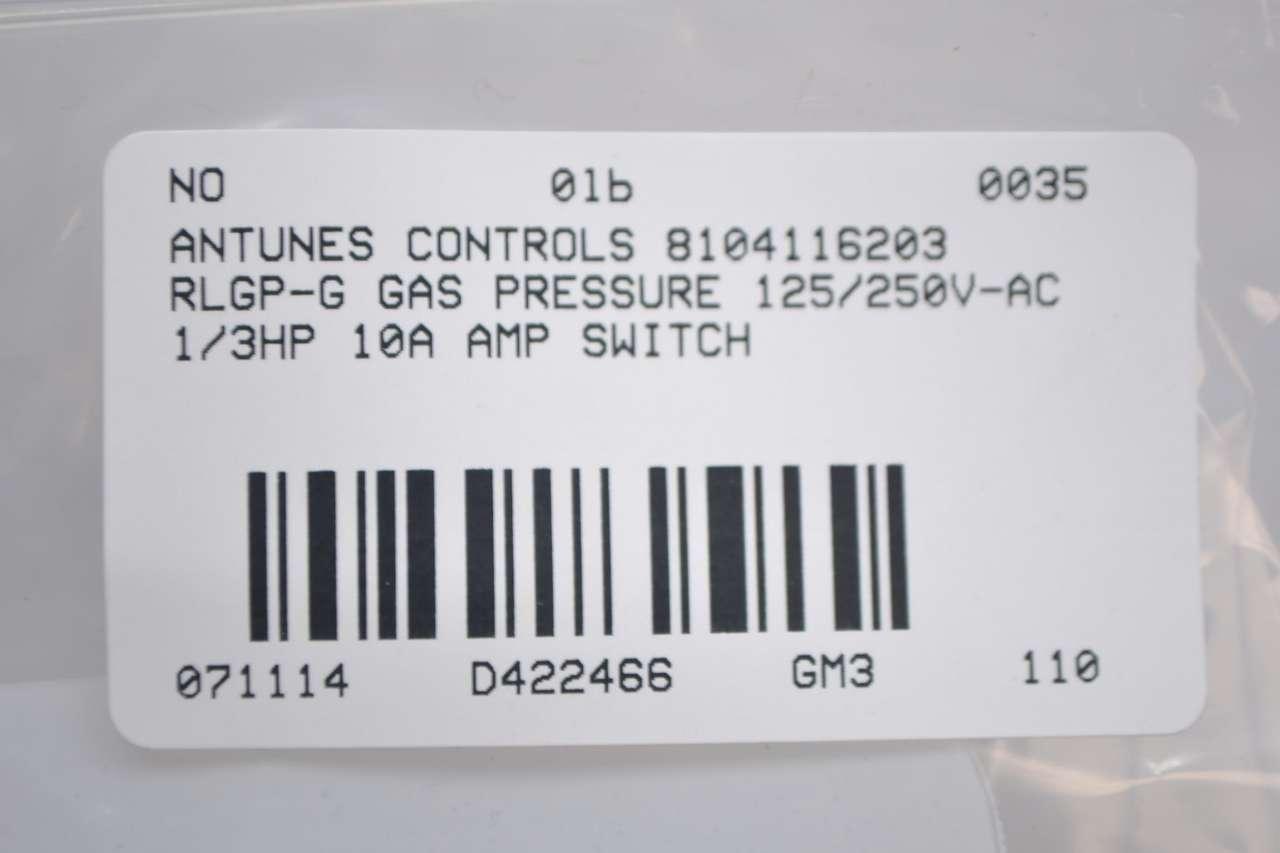 NO 01b 0035
ANTUNES CONTROLS 8104116203
RLGP-G GAS PRESSURE 125/250V-AC
1/3HP 10A AMP SWITCH
071114 D422466 GM3 110